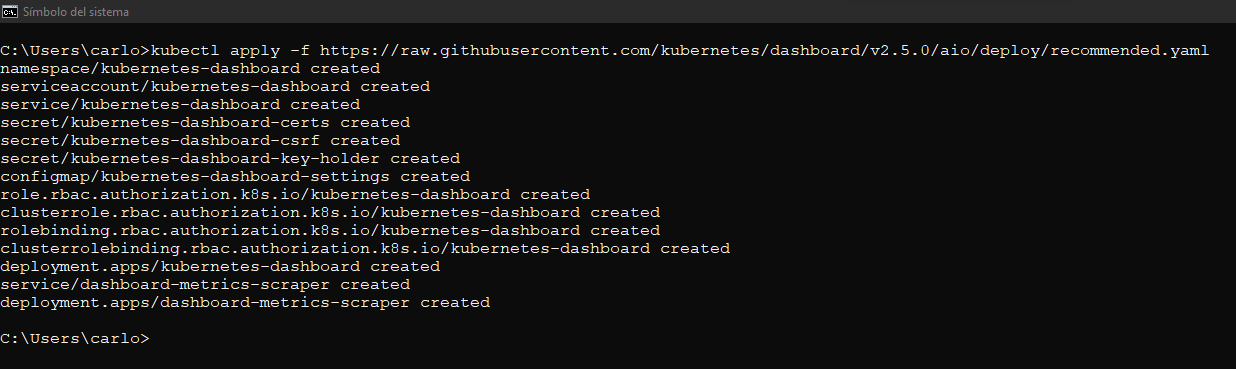 Símbolo del sistema
C:\Users\carlo>kubectl apply -f https://raw.githubusercontent.com/kubernetes/dashboard/v2.5.0/aio/deploy/recommended.yaml
namespace/kubernetes-dashboard created
serviceaccount/kubernetes-dashboard created
service/kubernetes-dashboard created
secret/kubernetes-dashboard-certs created
secret/kubernetes-dashboard-csrf created
secret/kubernetes-dashboard-key-holder created
configmap/kubernetes-dashboard-settings created
role.rbac.authorization.k8s.io/kubernetes-dashboard created
clusterrole.rbac.authorization.k8s.io/kubernetes-dashboard created
rolebinding.rbac.authorization.k8s.io/kubernetes-dashboard created
clusterrolebinding.rbac.authorization.k8s.io/kubernetes-dashboard created
deployment.apps/kubernetes-dashboard created
service/dashboard-metrics-scraper created
deployment.apps/dashboard-metrics-scraper created
C:\Users\carlo>